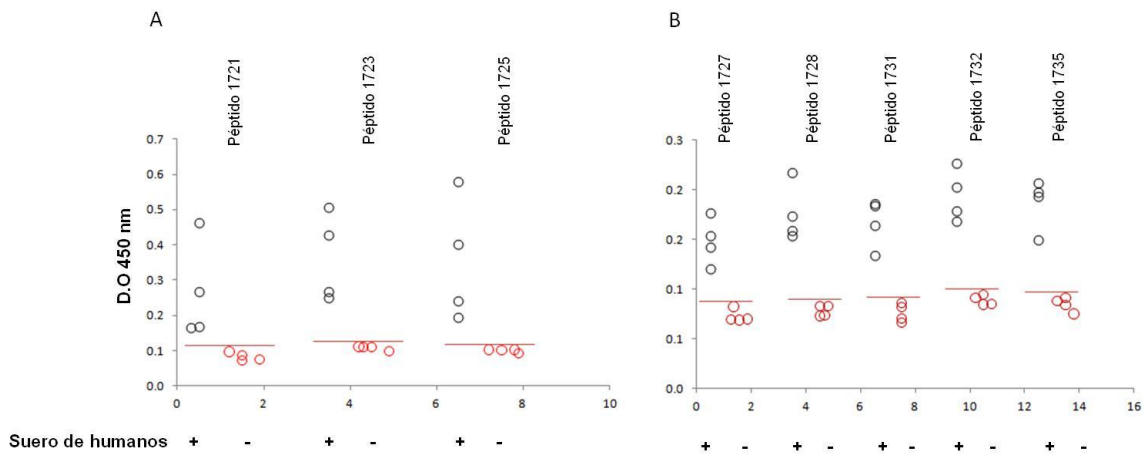 A
B
Péptido 1721
Péptido 1723
Péptido 1725
Péptido 1727
Péptido 1728
Péptido 1731
Péptido 1732
Péptido 1735
D.O 450 nm
0.7
0.6
0.5
0.4
0.3
0.2
0.1
0.0
0 2 4 6 8 10
0.3
0.2
0.2
0.1
0.1
0.0
0 2 4 6 8 10 12 14 16
Suero de humanos + - + - + -
+ - + - + - + - + -